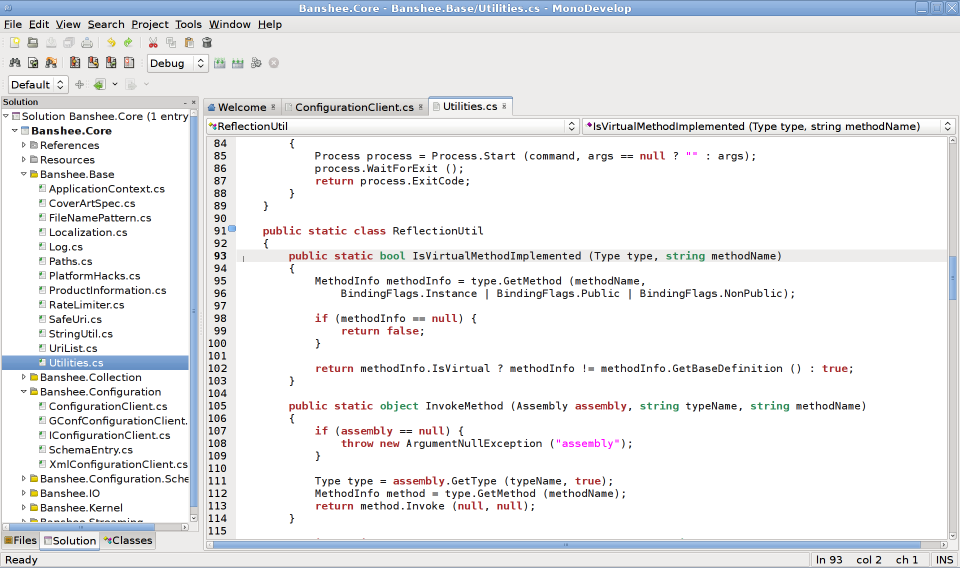 Banshee.Core - Banshee.Base/Utilities.cs - MonoDevelop
File Edit View Search Project Tools Window Help
Debug
Default
Solution
Solution Banshee.Core (1 entry
Banshee.Core
References
Resources
Banshee.Base
ApplicationContext.cs
CoverArtSpec.cs
FileNamePattern.cs
Localization.cs
Log.cs
Paths.cs
PlatformHacks.cs
ProductInformation.cs
RateLimiter.cs
SafeUri.cs
StringUtil.cs
UriList.cs
Utilities.cs
Banshee.Collection
Banshee.Configuration
ConfigurationClient.cs
GConfConfigurationClient.
IConfigurationClient.cs
SchemaEntry.cs
XmlConfigurationClient.cs
Banshee.Configuration.Sche
Banshee.IO
Banshee.Kernel
Banshee.Streaming
Files Solution Classes
Welcome ConfigurationClient.cs Utilities.cs
ReflectionUtil IsVirtualMethodImplemented (Type type, string methodName)
84 {
85 Process process = Process.Start (command, args == null ? "" : args);
86 process.WaitForExit ();
87 return process.ExitCode;
88 }
89 }
90
91 public static class ReflectionUtil
92 {
93 public static bool IsVirtualMethodImplemented (Type type, string methodName)
94 {
95 MethodInfo methodInfo = type.GetMethod (methodName,
96 BindingFlags.Instance | BindingFlags.Public | BindingFlags.NonPublic);
97
98 if (methodInfo == null) {
99 return false;
100 }
101
102 return methodInfo.IsVirtual ? methodInfo != methodInfo.GetBaseDefinition () : true;
103 }
104
105 public static object InvokeMethod (Assembly assembly, string typeName, string methodName)
106 {
107 if (assembly == null) {
108 throw new ArgumentNullException ("assembly");
109 }
110
111 Type type = assembly.GetType (typeName, true);
112 MethodInfo method = type.GetMethod (methodName);
113 return method.Invoke (null, null);
114 }
115
Ready ln 93 col 2 ch 1 INS